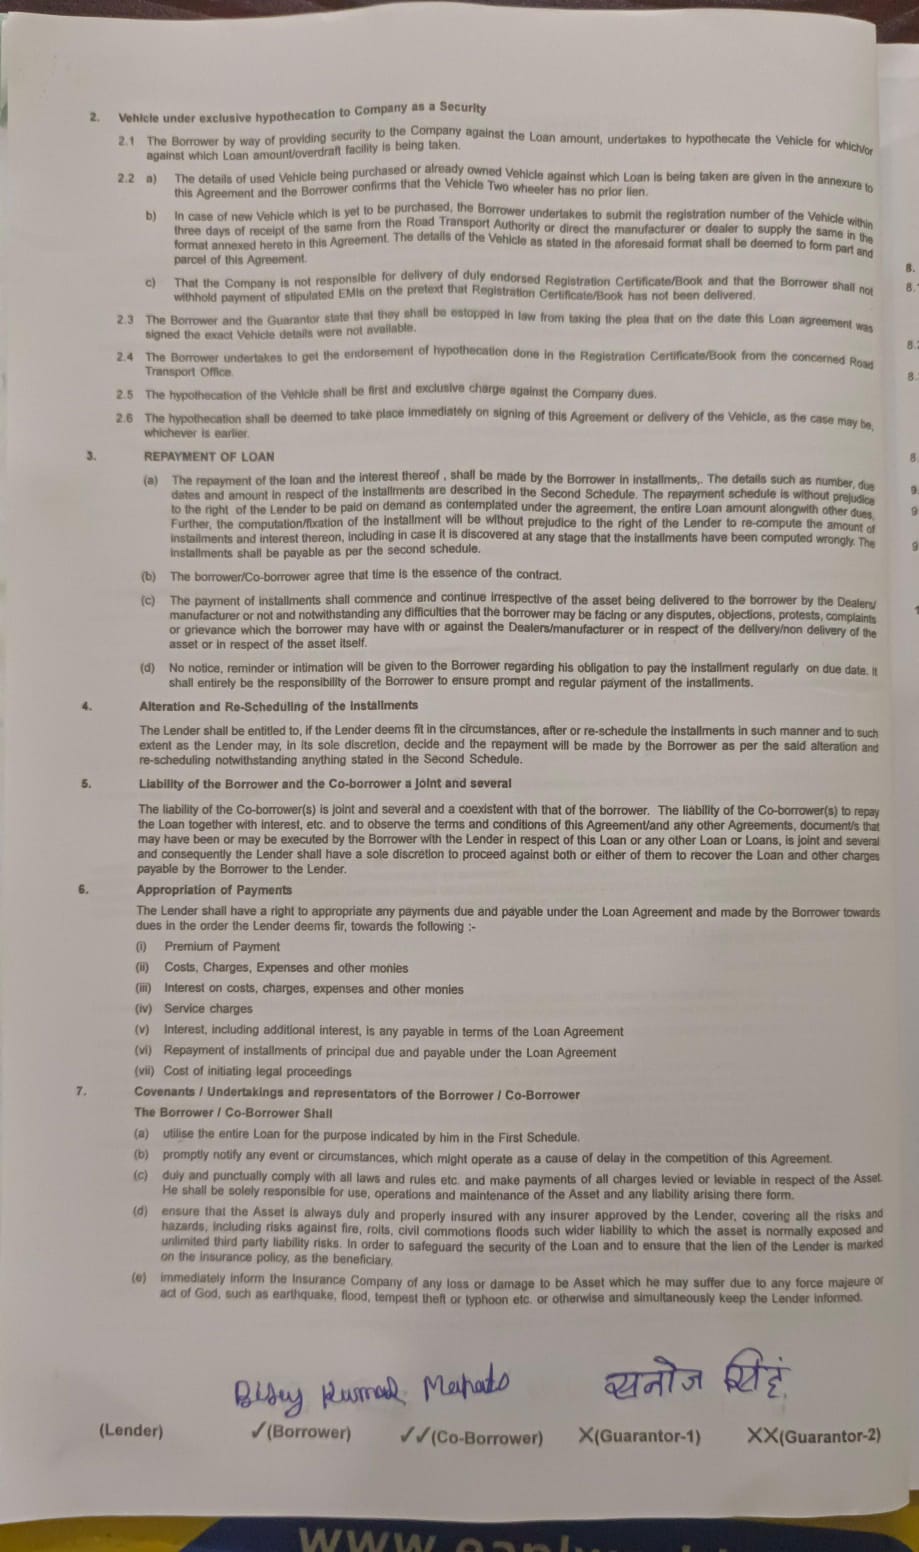 2. Vehicle under exclusive hypothecation to Company as a Security
2.1 The Borrower by way of providing security to the Company against the Loan amount, undertakes to hypothecate the Vehicle for which/or
against which Loan amount/overdraft facility is being taken.
2.2 a) The details of used Vehicle being purchased or already owned Vehicle against which Loan is being taken are given in the annexure to
this Agreement and the Borrower confirms that the Vehicle Two wheeler has no prior lien.
b) In case of new Vehicle which is yet to be purchased, the Borrower undertakes to submit the registration number of the Vehicle within
three days of receipt of the same from the Road Transport Authority or direct the manufacturer or dealer to supply the same in the
format annexed hereto in this Agreement. The details of the Vehicle as stated in the aforesaid format shall be deemed to form part and
parcel of this Agreement.
c) That the Company is not responsible for delivery of duly endorsed Registration Certificate/Book and that the Borrower shall not
withhold payment of stipulated EMIs on the pretext that Registration Certificate/Book has not been delivered.
2.3 The Borrower and the Guarantor state that they shall be estopped in law from taking the plea that on the date this Loan agreement was
signed the exact Vehicle details were not available.
2.4 The Borrower undertakes to get the endorsement of hypothecation done in the Registration Certificate/Book from the concerned Road
Transport Office.
2.5 The hypothecation of the Vehicle shall be first and exclusive charge against the Company dues.
2.6 The hypothecation shall be deemed to take place immediately on signing of this Agreement or delivery of the Vehicle, as the case may be,
whichever is earlier.
3. REPAYMENT OF LOAN
(a) The repayment of the loan and the interest thereof , shall be made by the Borrower in installments,. The details such as number, due
dates and amount in respect of the installments are described in the Second Schedule. The repayment schedule is without prejudice
to the right of the Lender to be paid on demand as contemplated under the agreement, the entire Loan amount alongwith other dues,
Further, the computation/fixation of the installment will be without prejudice to the right of the Lender to re-compute the amount of
installments and interest thereon, including in case it is discovered at any stage that the installments have been computed wrongly. The
installments shall be payable as per the second schedule.
(b) The borrower/Co-borrower agree that time is the essence of the contract.
(c) The payment of installments shall commence and continue irrespective of the asset being delivered to the borrower by the Dealers/
manufacturer or not and notwithstanding any difficulties that the borrower may be facing or any disputes, objections, protests, complaints
or grievance which the borrower may have with or against the Dealers/manufacturer or in respect of the delivery/non delivery of the
asset or in respect of the asset itself.
(d) No notice, reminder or intimation will be given to the Borrower regarding his obligation to pay the installment regularly on due date. It
shall entirely be the responsibility of the Borrower to ensure prompt and regular payment of the installments.
4. Alteration and Re-Scheduling of the Installments
The Lender shall be entitled to, if the Lender deems fit in the circumstances, after or re-schedule the installments in such manner and to such
extent as the Lender may, in its sole discretion, decide and the repayment will be made by the Borrower as per the said alteration and
re-scheduling notwithstanding anything stated in the Second Schedule.
5. Liability of the Borrower and the Co-borrower a Joint and several
The liability of the Co-borrower(s) is joint and several and a coexistent with that of the borrower. The liability of the Co-borrower(s) to repay
the Loan together with interest, etc. and to observe the terms and conditions of this Agreement/and any other Agreements, document/s that
may have been or may be executed by the Borrower with the Lender in respect of this Loan or any other Loan or Loans, is joint and several
and consequently the Lender shall have a sole discretion to proceed against both or either of them to recover the Loan and other charges
payable by the Borrower to the Lender.
6. Appropriation of Payments
The Lender shall have a right to appropriate any payments due and payable under the Loan Agreement and made by the Borrower towards
dues in the order the Lender deems fir, towards the following :-
(i) Premium of Payment
(ii) Costs, Charges, Expenses and other monies
(iii) Interest on costs, charges, expenses and other monies
(iv) Service charges
(v) Interest, including additional interest, is any payable in terms of the Loan Agreement
(vi) Repayment of installments of principal due and payable under the Loan Agreement
(vii) Cost of initiating legal proceedings
7. Covenants / Undertakings and representators of the Borrower / Co-Borrower
The Borrower / Co-Borrower Shall
(a) utilise the entire Loan for the purpose indicated by him in the First Schedule.
(b) promptly notify any event or circumstances, which might operate as a cause of delay in the competition of this Agreement.
(c) duly and punctually comply with all laws and rules etc. and make payments of all charges levied or leviable in respect of the Asset.
He shall be solely responsible for use, operations and maintenance of the Asset and any liability arising there form.
(d) ensure that the Asset is always duly and properly insured with any insurer approved by the Lender, covering all the risks and
hazards, including risks against fire, roits, civil commotions floods such wider liability to which the asset is normally exposed and
unlimited third party liability risks. In order to safeguard the security of the Loan and to ensure that the lien of the Lender is marked
on the insurance policy, as the beneficiary.
(e) immediately inform the Insurance Company of any loss or damage to be Asset which he may suffer due to any force majeure or
act of God, such as earthquake, flood, tempest theft or typhoon etc. or otherwise and simultaneously keep the Lender informed.
Kumar Mahato सनोज सिहं
(Lender) ✓(Borrower) ✓✓(Co-Borrower) X(Guarantor-1) XX(Guarantor-2)
www